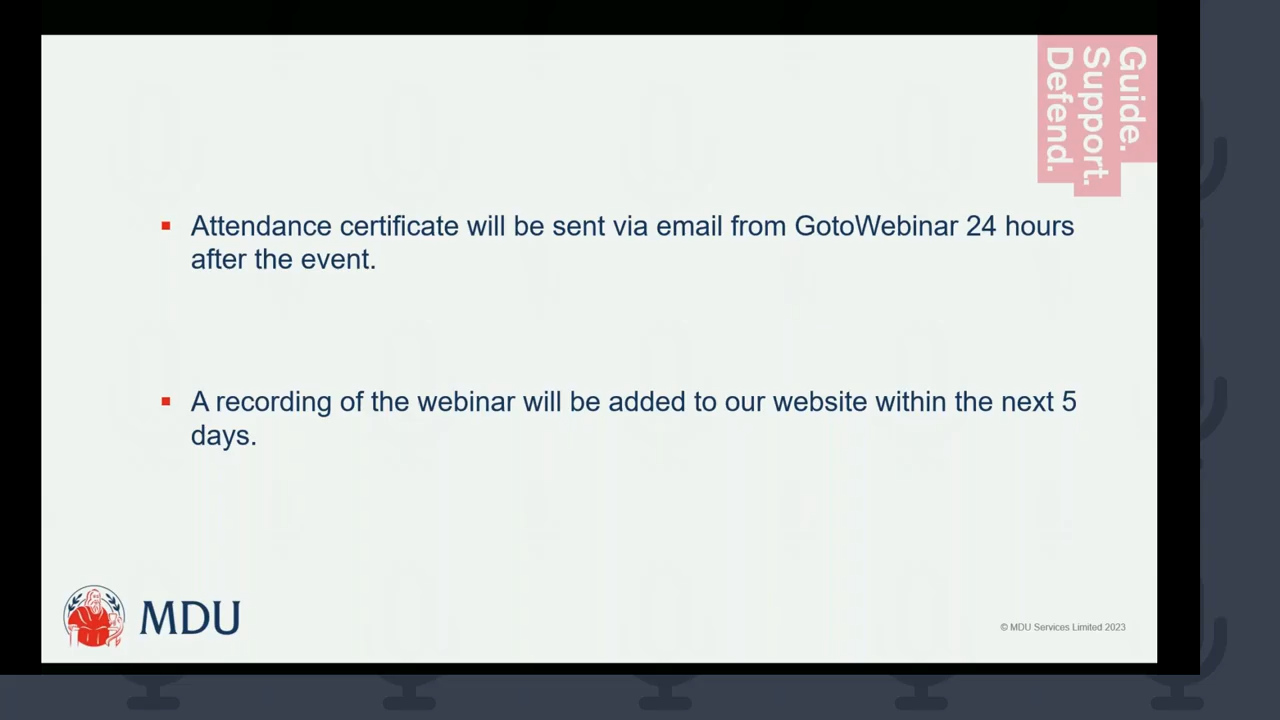 Guide.
Support.
Defend.
Attendance certificate will be sent via email from GotoWebinar 24 hours
after the event.
A recording of the webinar will be added to our website within the next 5
days.
MDU
© MDU Services Limited 2023